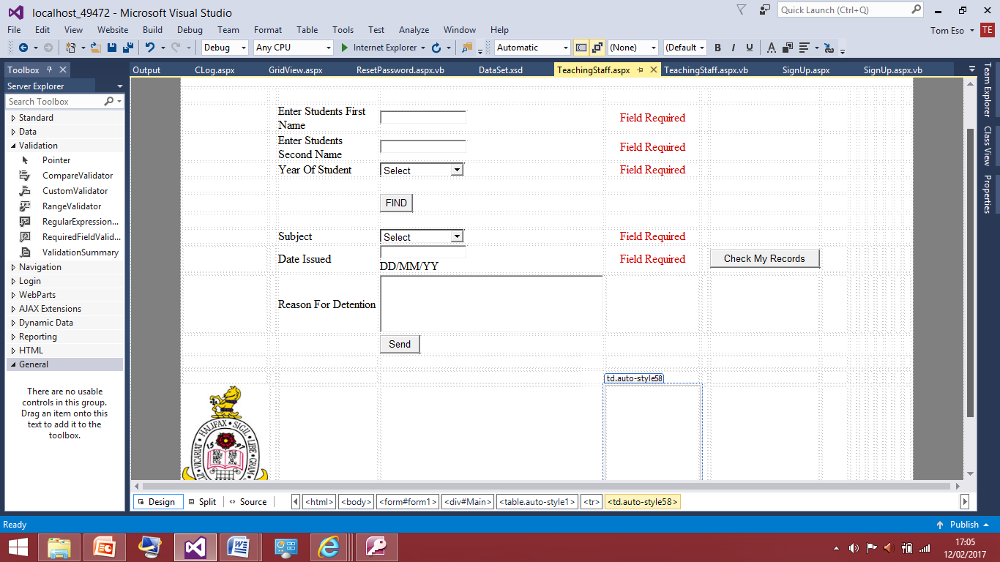 localhost_49472 - Microsoft Visual Studio
Quick Launch (Ctrl+Q)
File Edit View Website Build Debug Team Format Table Tools Test Analyze Window Help
Tom Eso TE
Debug Any CPU Internet Explorer Automatic (None) (Default B I U A
Toolbox
Output CLog.aspx GridView.aspx ResetPassword.aspx.vb DataSet.xsd TeachingStaff.aspx TeachingStaff.aspx.vb SignUp.aspx SignUp.aspx.vb
Server Explorer
Search Toolbox
Standard
Data
Validation
Pointer
CompareValidator
CustomValidator
RangeValidator
RegularExpression...
RequiredFieldValid...
ValidationSummary
Navigation
Login
WebParts
AJAX Extensions
Dynamic Data
Reporting
HTML
General
There are no usable
controls in this group.
Drag an item onto this
text to add it to the
toolbox.
Enter Students First
Name
Field Required
Enter Students
Second Name
Field Required
Year Of Student Select Field Required
FIND
Subject Select Field Required
Date Issued
DD/MM/YY
Field Required
Check My Records
Reason For Detention
Send
td.auto-style58
VICARIAT • HALIFAX • SIGIL • LIBE • GRAM
15 97
Team Explorer
Class View
Properties
Design Split Source <html> <body> <form#form1> <div#Main> <table.auto-style1> <tr> <td.auto-style58>
Ready
Publish
17:05
12/02/2017